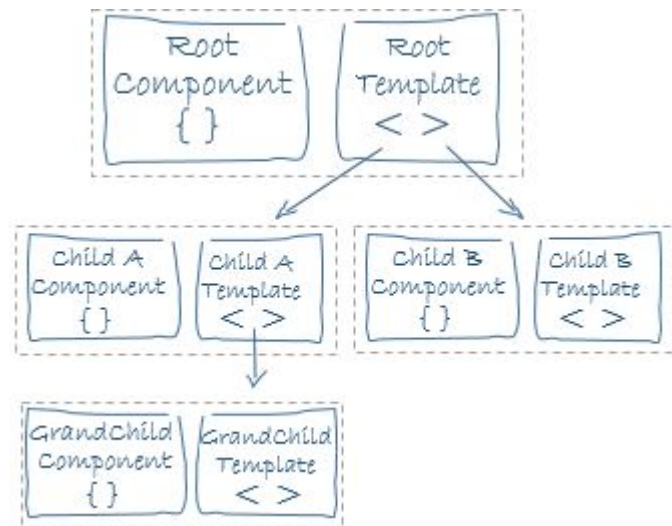 Root
Component
{ }
Root
Template
< >
Child A
Component
{ }
Child A
Template
< >
Child B
Component
{ }
Child B
Template
< >
GrandChild
Component
{ }
GrandChild
Template
< >